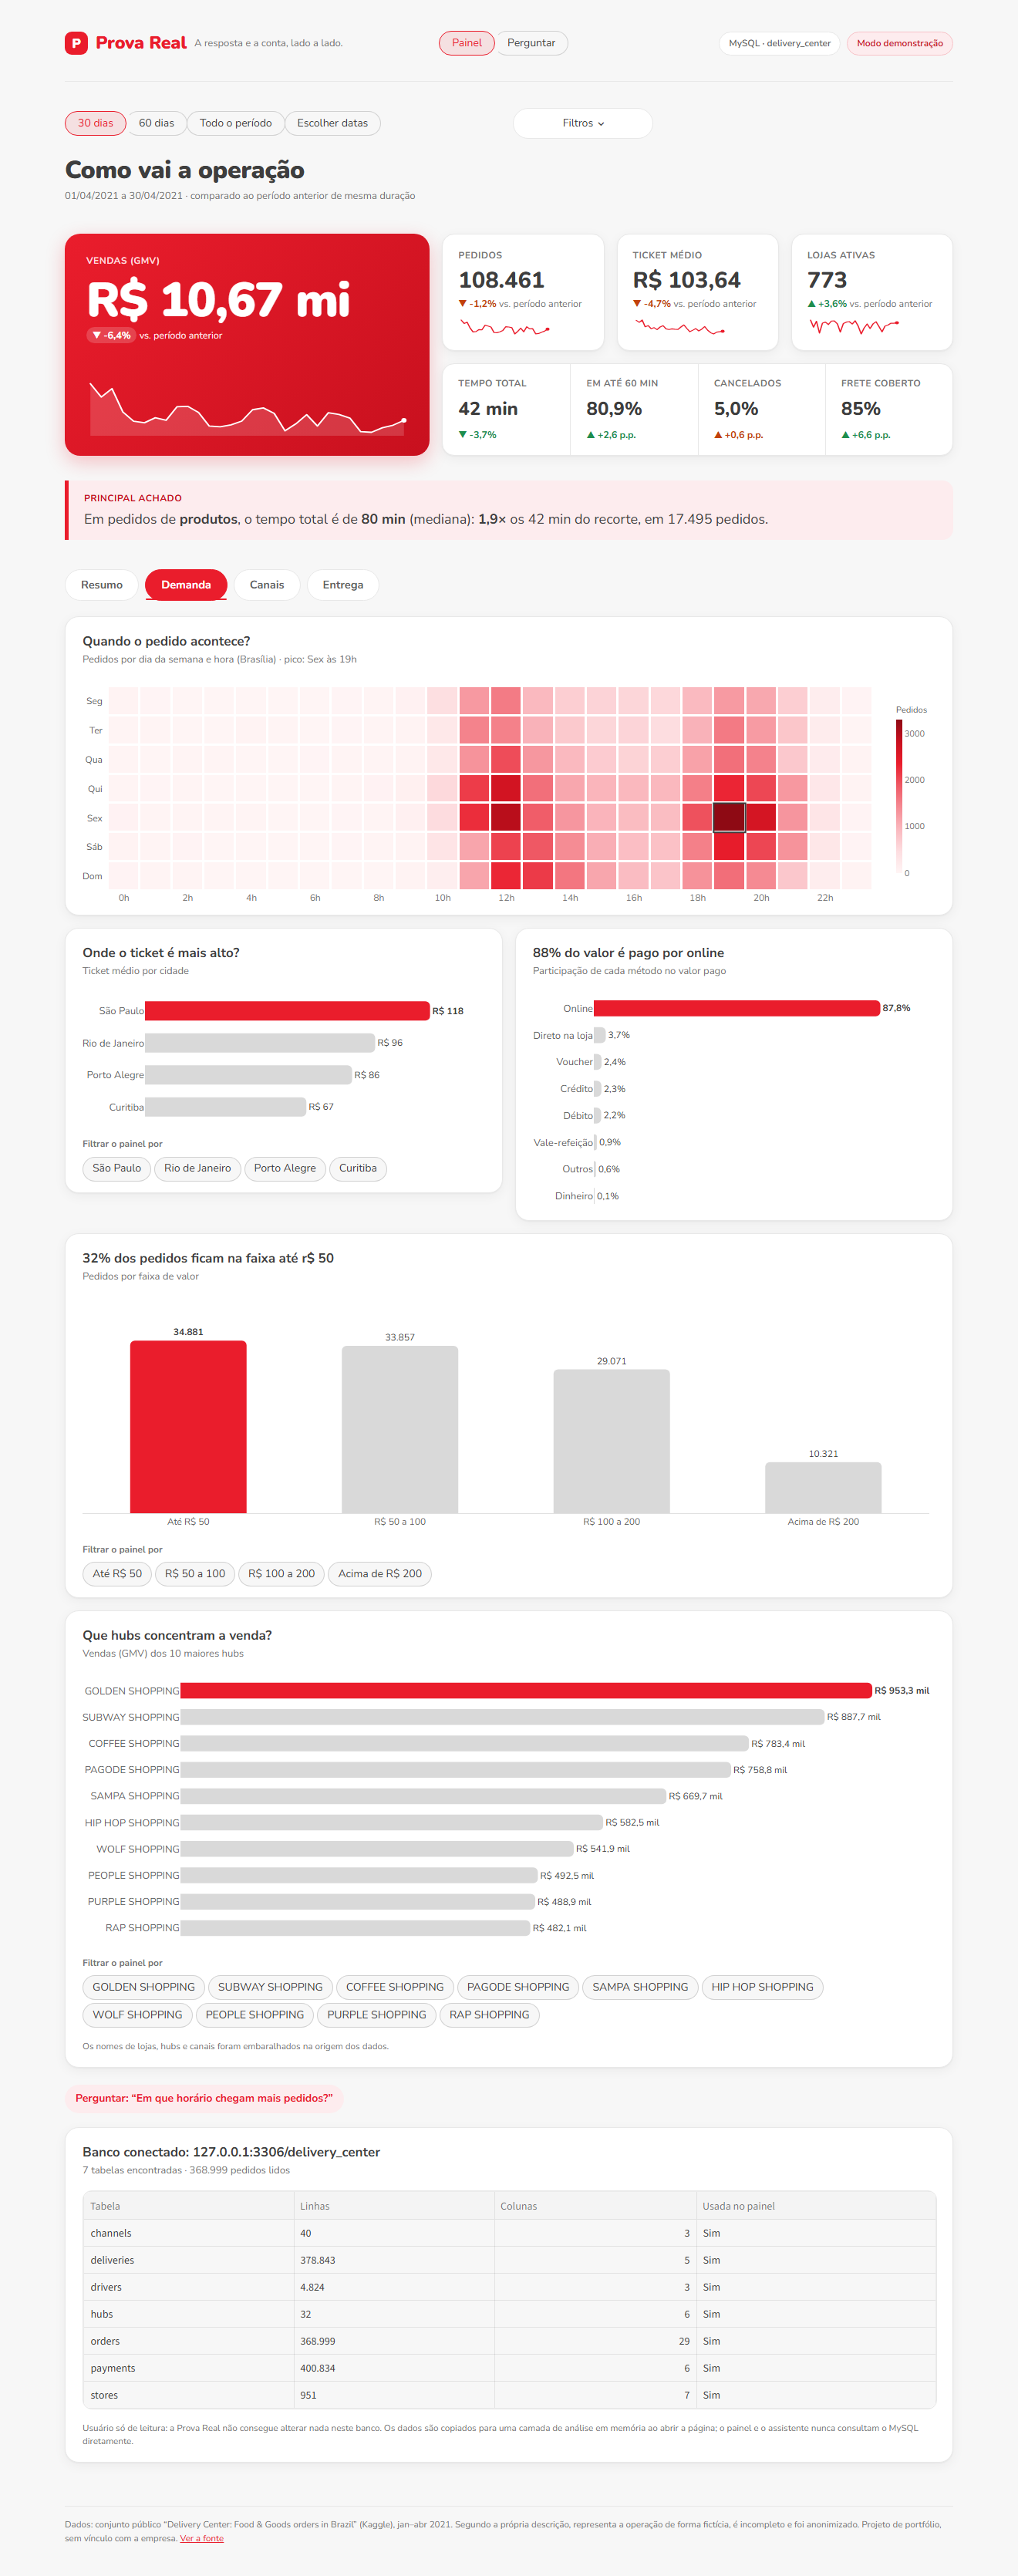 P Prova Real A resposta e a conta, lado a lado.
Painel Perguntar
MySQL · delivery_center Modo demonstração
30 dias 60 dias Todo o período Escolher datas
Filtros
Como vai a operação
01/04/2021 a 30/04/2021 · comparado ao período anterior de mesma duração
VENDAS (GMV)
R$ 10,67 mi
▼ -6,4% vs. período anterior
PEDIDOS
108.461
▼ -1,2% vs. período anterior
TICKET MÉDIO
R$ 103,64
▼ -4,7% vs. período anterior
LOJAS ATIVAS
773
▲ +3,6% vs. período anterior
TEMPO TOTAL
42 min
▼ -3,7%
EM ATÉ 60 MIN
80,9%
▲ +2,6 p.p.
CANCELADOS
5,0%
▲ +0,6 p.p.
FRETE COBERTO
85%
▲ +6,6 p.p.
PRINCIPAL ACHADO
Em pedidos de produtos, o tempo total é de 80 min (mediana): 1,9× os 42 min do recorte, em 17.495 pedidos.
Resumo Demanda Canais Entrega
Quando o pedido acontece?
Pedidos por dia da semana e hora (Brasília) · pico: Sex às 19h
Seg
Ter
Qua
Qui
Sex
Sáb
Dom
0h 2h 4h 6h 8h 10h 12h 14h 16h 18h 20h 22h
Pedidos
3000
2000
1000
0
Onde o ticket é mais alto?
Ticket médio por cidade
São Paulo R$ 118
Rio de Janeiro R$ 96
Porto Alegre R$ 86
Curitiba R$ 67
Filtrar o painel por
São Paulo Rio de Janeiro Porto Alegre Curitiba
88% do valor é pago por online
Participação de cada método no valor pago
Online 87,8%
Direto na loja 3,7%
Voucher 2,4%
Crédito 2,3%
Débito 2,2%
Vale-refeição 0,9%
Outros 0,6%
Dinheiro 0,1%
32% dos pedidos ficam na faixa até r$ 50
Pedidos por faixa de valor
34.881 33.857 29.071 10.321
Até R$ 50 R$ 50 a 100 R$ 100 a 200 Acima de R$ 200
Filtrar o painel por
Até R$ 50 R$ 50 a 100 R$ 100 a 200 Acima de R$ 200
Que hubs concentram a venda?
Vendas (GMV) dos 10 maiores hubs
GOLDEN SHOPPING R$ 953,3 mil
SUBWAY SHOPPING R$ 887,7 mil
COFFEE SHOPPING R$ 783,4 mil
PAGODE SHOPPING R$ 758,8 mil
SAMPA SHOPPING R$ 669,7 mil
HIP HOP SHOPPING R$ 582,5 mil
WOLF SHOPPING R$ 541,9 mil
PEOPLE SHOPPING R$ 492,5 mil
PURPLE SHOPPING R$ 488,9 mil
RAP SHOPPING R$ 482,1 mil
Filtrar o painel por
GOLDEN SHOPPING SUBWAY SHOPPING COFFEE SHOPPING PAGODE SHOPPING SAMPA SHOPPING HIP HOP SHOPPING
WOLF SHOPPING PEOPLE SHOPPING PURPLE SHOPPING RAP SHOPPING
Os nomes de lojas, hubs e canais foram embaralhados na origem dos dados.
Perguntar: “Em que horário chegam mais pedidos?”
Banco conectado: 127.0.0.1:3306/delivery_center
7 tabelas encontradas · 368.999 pedidos lidos
Tabela Linhas Colunas Usada no painel
channels 40 3 Sim
deliveries 378.843 5 Sim
drivers 4.824 3 Sim
hubs 32 6 Sim
orders 368.999 29 Sim
payments 400.834 6 Sim
stores 951 7 Sim
Usuário só de leitura: a Prova Real não consegue alterar nada neste banco. Os dados são copiados para uma camada de análise em memória ao abrir a página; o painel e o assistente nunca consultam o MySQL
diretamente.
Dados: conjunto público “Delivery Center: Food & Goods orders in Brazil” (Kaggle), jan-abr 2021. Segundo a própria descrição, representa a operação de forma fictícia, é incompleto e foi anonimizado. Projeto de portfólio,
sem vínculo com a empresa. Ver a fonte